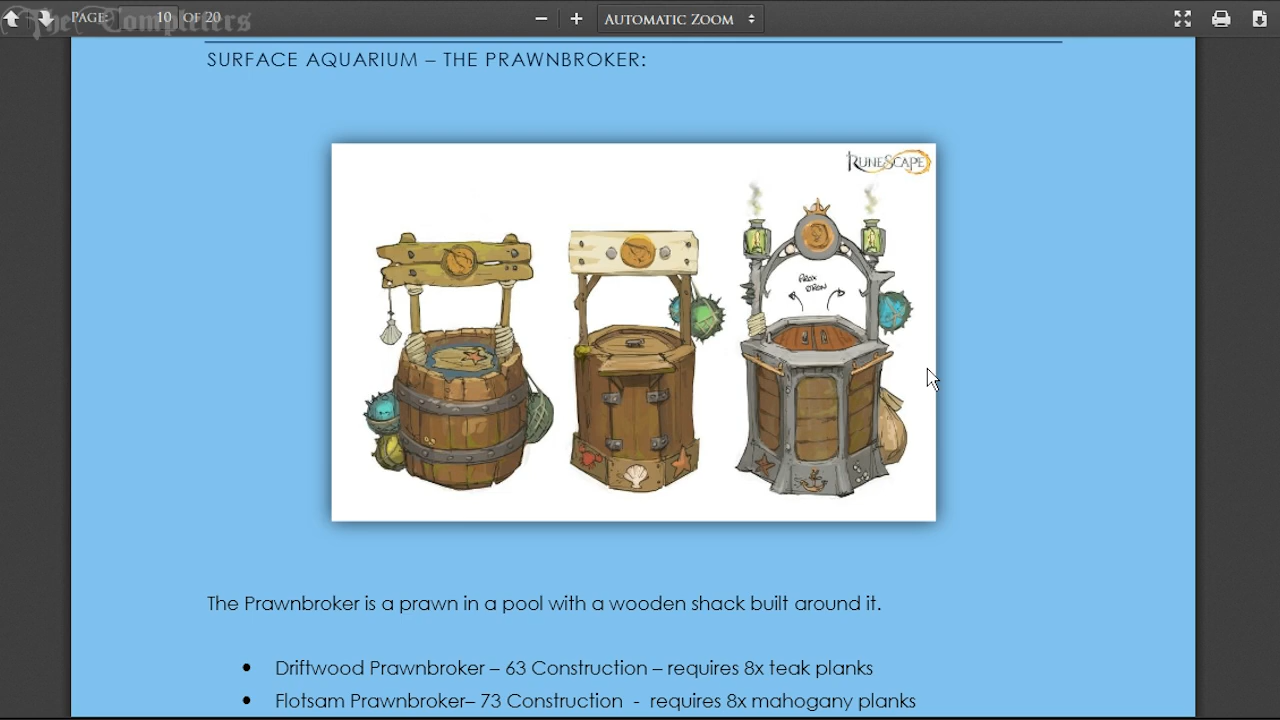 The Completers
PAGE: 10 OF 20
AUTOMATIC ZOOM
SURFACE AQUARIUM – THE PRAWNBROKER:
RUNESCAPE
The Prawnbroker is a prawn in a pool with a wooden shack built around it.
• Driftwood Prawnbroker – 63 Construction – requires 8x teak planks
• Flotsam Prawnbroker– 73 Construction - requires 8x mahogany planks